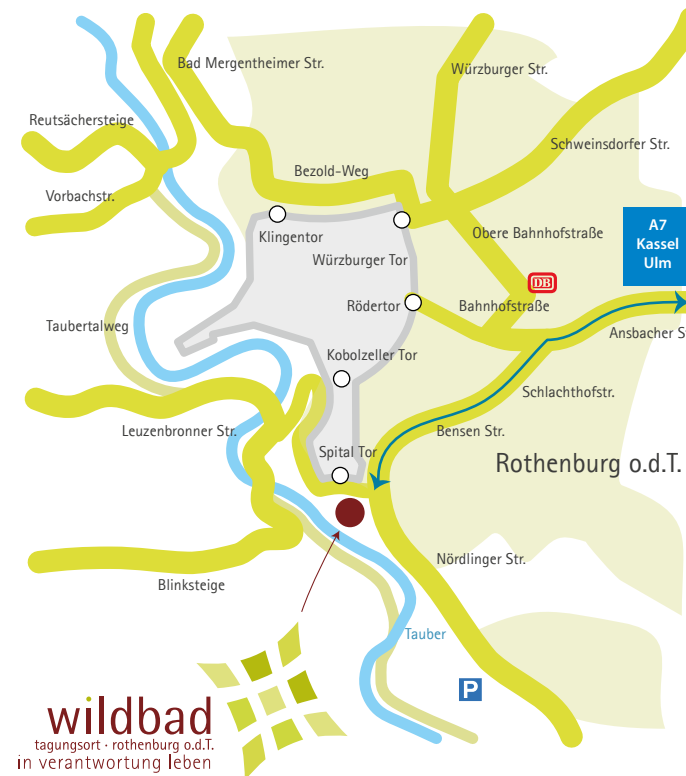 Bad Mergentheimer Str.
Würzburger Str.
Reutsächersteige
Schweinsdorfer Str.
Bezold-Weg
Vorbachstr.
Klingentor
Obere Bahnhofstraße
A7
Kassel
Ulm
Würzburger Tor
DB
Rödertor
Bahnhofstraße
Taubertalweg
Ansbacher S
Kobolzeller Tor
Schlachthofstr.
Leuzenbronner Str.
Bensen Str.
Spital Tor
Rothenburg o.d.T.
Nördlinger Str.
Blinksteige
Tauber
P
wildbad
tagungsort · rothenburg o.d.T.
in verantwortung leben